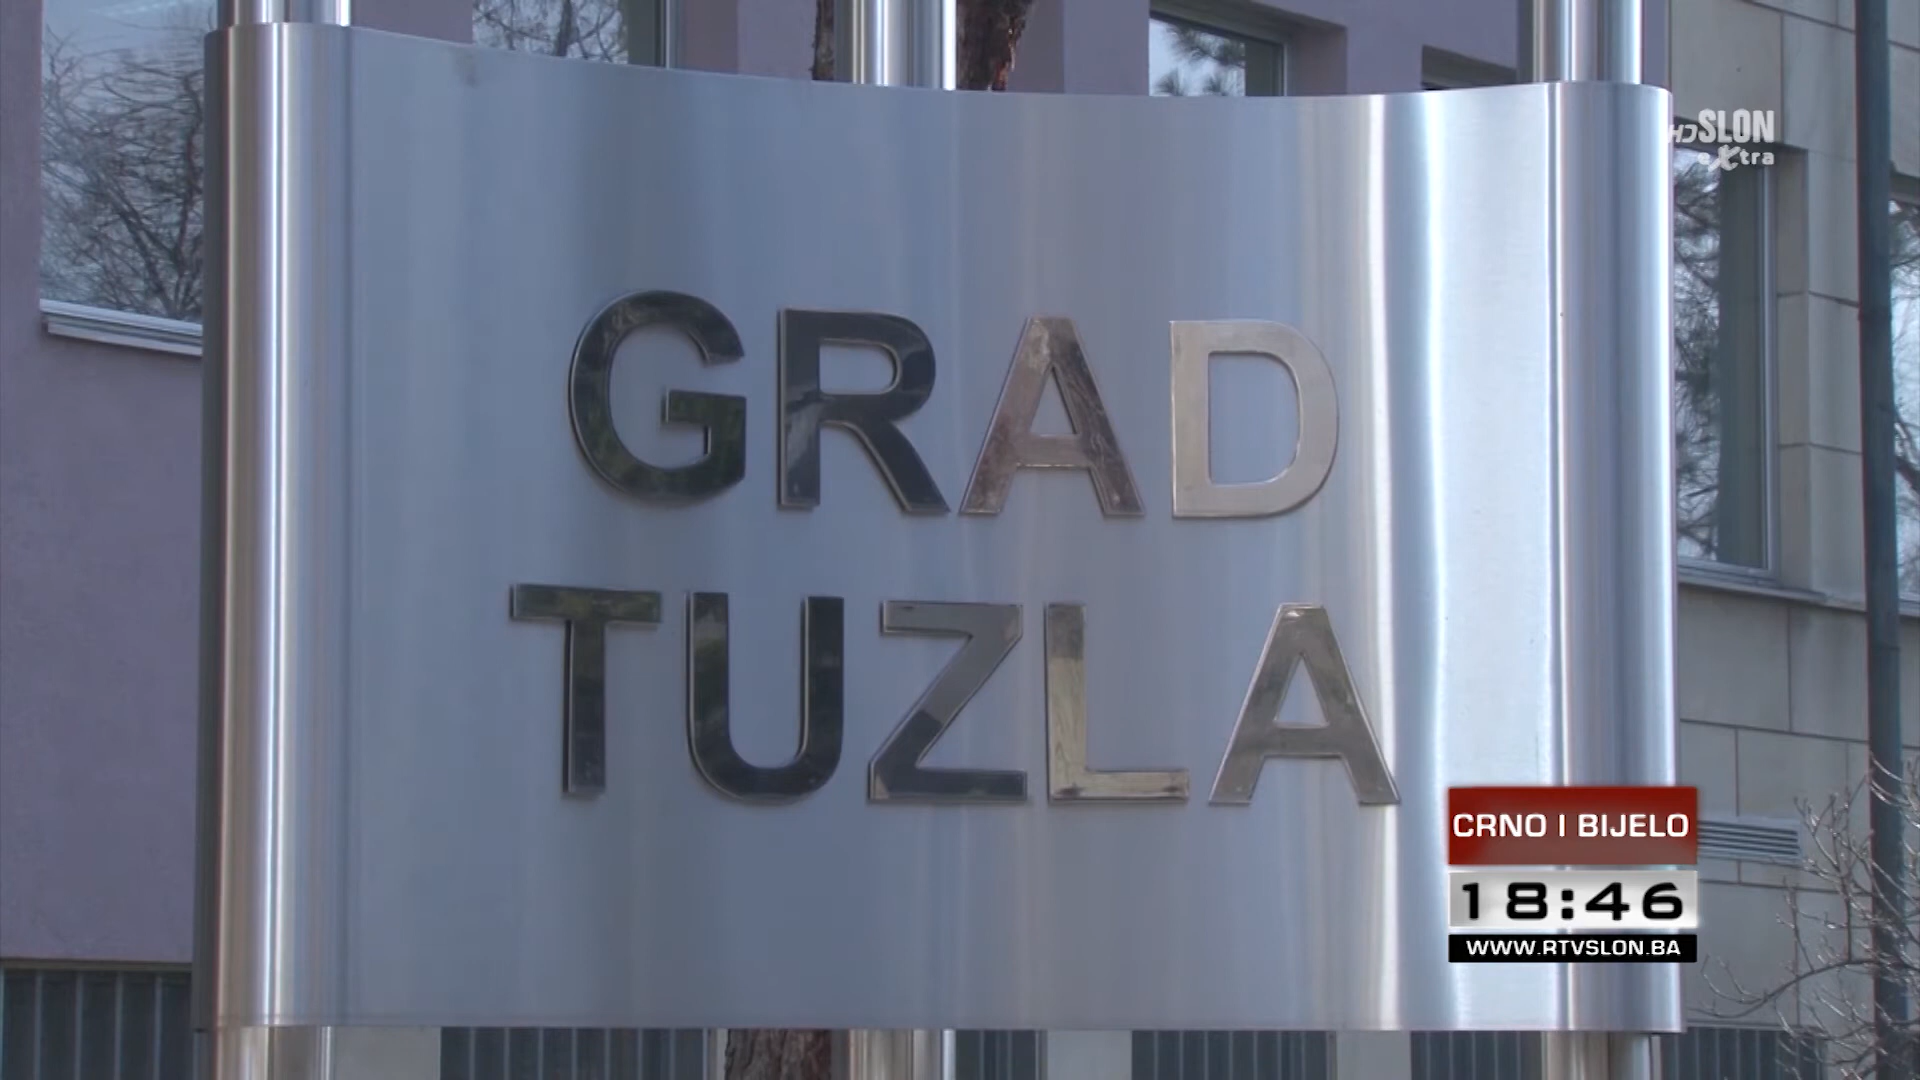 HD SLON
extra
GRAD
TUZLA
CRNO I BIJELO
18:46
WWW.RTVSLON.BA